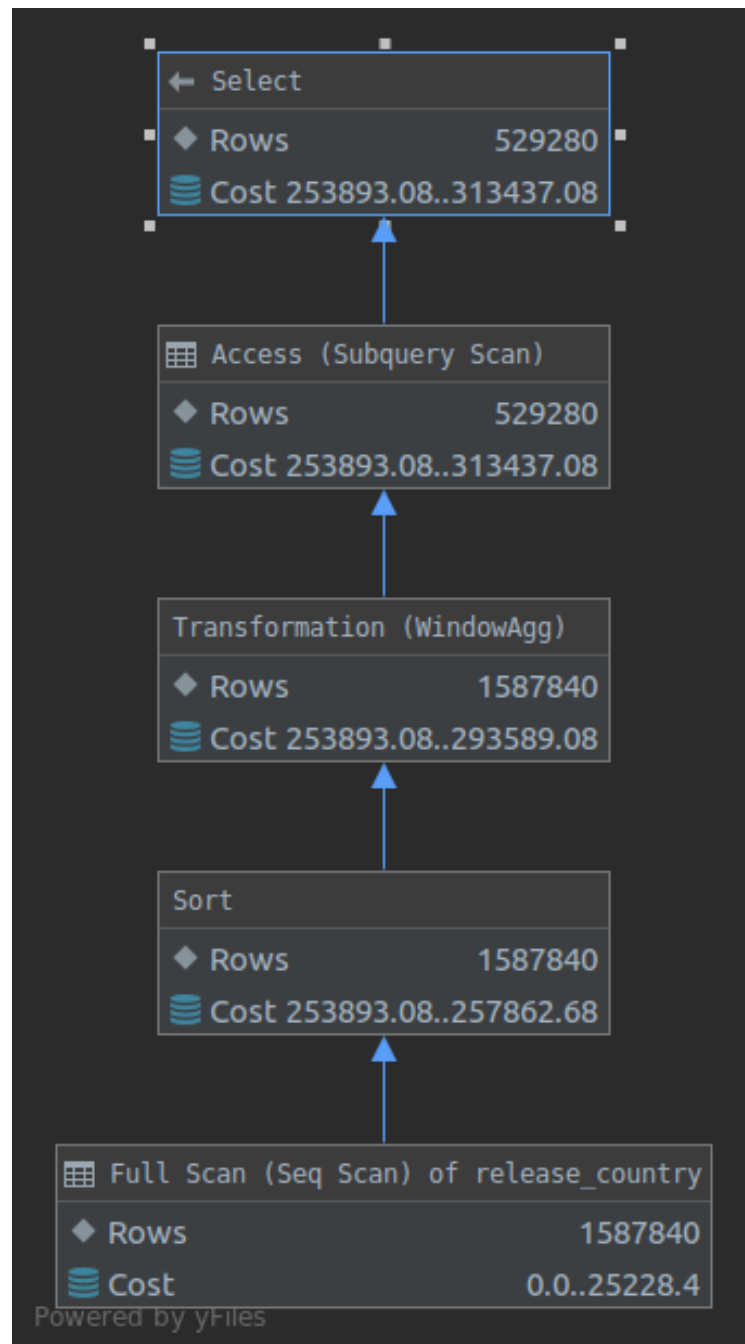 Select
Rows 529280
Cost 253893.08..313437.08
Access (Subquery Scan)
Rows 529280
Cost 253893.08..313437.08
Transformation (WindowAgg)
Rows 1587840
Cost 253893.08..293589.08
Sort
Rows 1587840
Cost 253893.08..257862.68
Full Scan (Seq Scan) of release_country
Rows 1587840
Cost 0.0..25228.4
Powered by yFiles